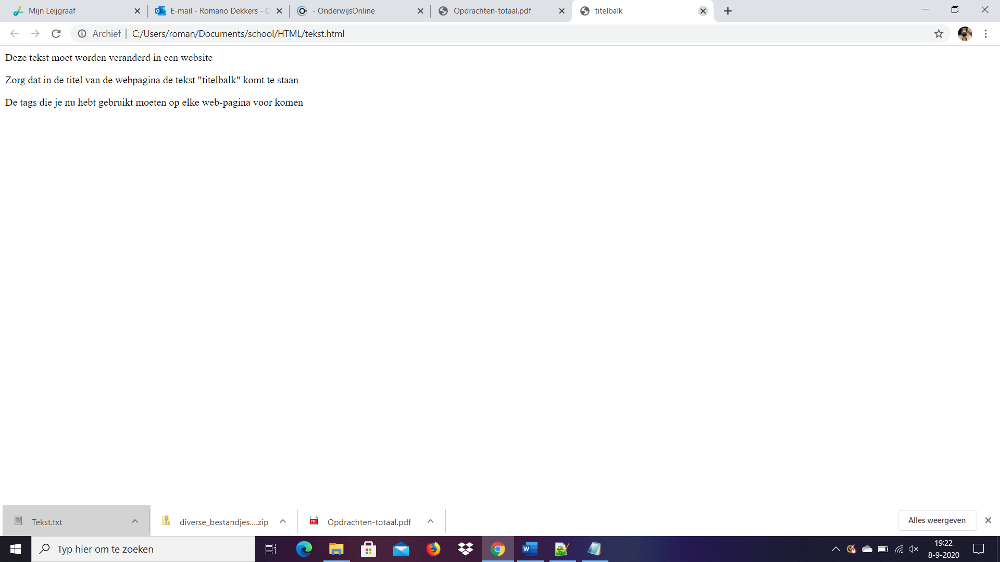 Mijn Leijgraaf
E-mail - Romano Dekkers - O
- OnderwijsOnline
Opdrachten-totaal.pdf
titelbalk
Archief
C:/Users/roman/Documents/school/HTML/tekst.html
Deze tekst moet worden veranderd in een website
Zorg dat in de titel van de webpagina de tekst "titelbalk" komt te staan
De tags die je nu hebt gebruikt moeten op elke web-pagina voor komen
Tekst.txt
diverse_bestandjes....zip
PDF
Opdrachten-totaal.pdf
Alles weergeven
Typ hier om te zoeken
W
19:22
8-9-2020